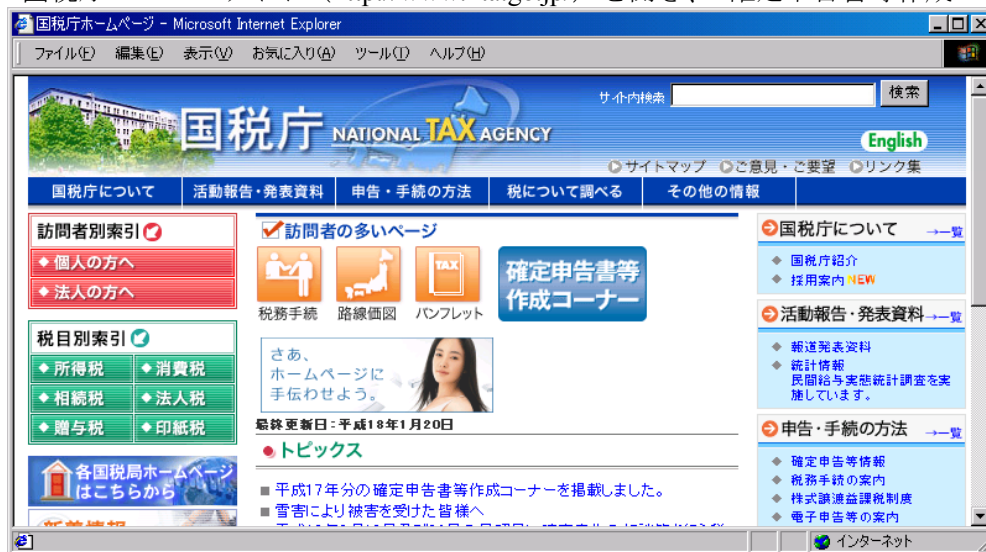 国税庁ホームページ - Microsoft Internet Explorer
ファイル(F) 編集(E) 表示(V) お気に入り(A) ツール(T) ヘルプ(H)
国税庁 NATIONAL TAX AGENCY
サイト内検索 検索
English
サイトマップ ご意見・ご要望 リンク集
国税庁について 活動報告・発表資料 申告・手続の方法 税について調べる その他の情報
訪問者別索引
個人の方へ
法人の方へ
税目別索引
所得税 消費税
相続税 法人税
贈与税 印紙税
各国税局ホームページ
はこちらから
訪問者の多いページ
税務手続 路線価図 パンフレット
TAX
確定申告書等
作成コーナー
さあ、
ホームページに
手伝わせよう。
最終更新日:平成18年1月20日
トピックス
平成17年分の確定申告書等作成コーナーを掲載しました。
雪害により被害を受けた皆様へ
国税庁について →一覧
国税庁紹介
採用案内 NEW
活動報告・発表資料 →一覧
報道発表資料
統計情報
民間給与実態統計調査を実
施しています。
申告・手続の方法 →一覧
確定申告等情報
税務手続の案内
株式譲渡益課税制度
電子申告等の案内
インターネット